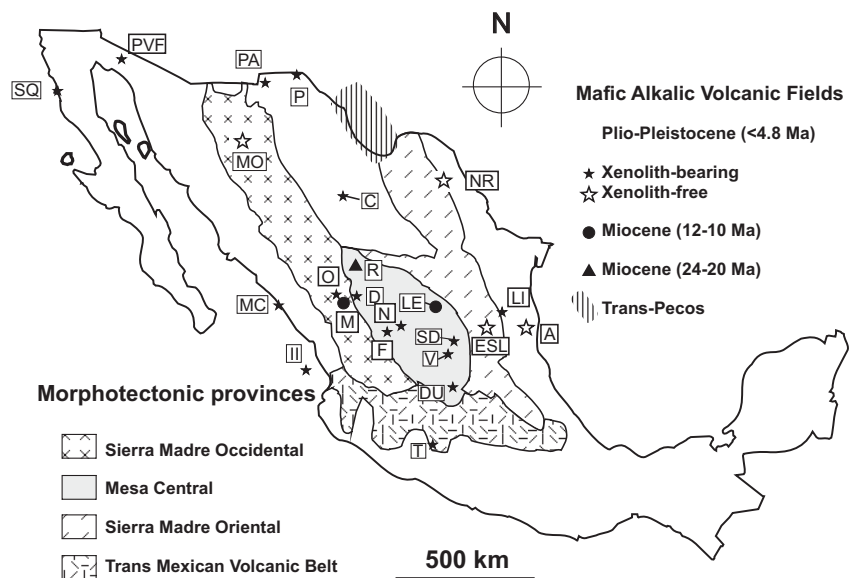 N
PVF
PA
SQ
P
MO
NR
C
Mafic Alkalic Volcanic Fields
Plio-Pleistocene (<4.8 Ma)
Xenolith-bearing
Xenolith-free
Miocene (12-10 Ma)
Miocene (24-20 Ma)
Trans-Pecos
R
O
D
LE
LI
MC
M
N
A
SD
ESL
II
F
V
DU
T
Morphotectonic provinces
Sierra Madre Occidental
Mesa Central
Sierra Madre Oriental
Trans Mexican Volcanic Belt
500 km